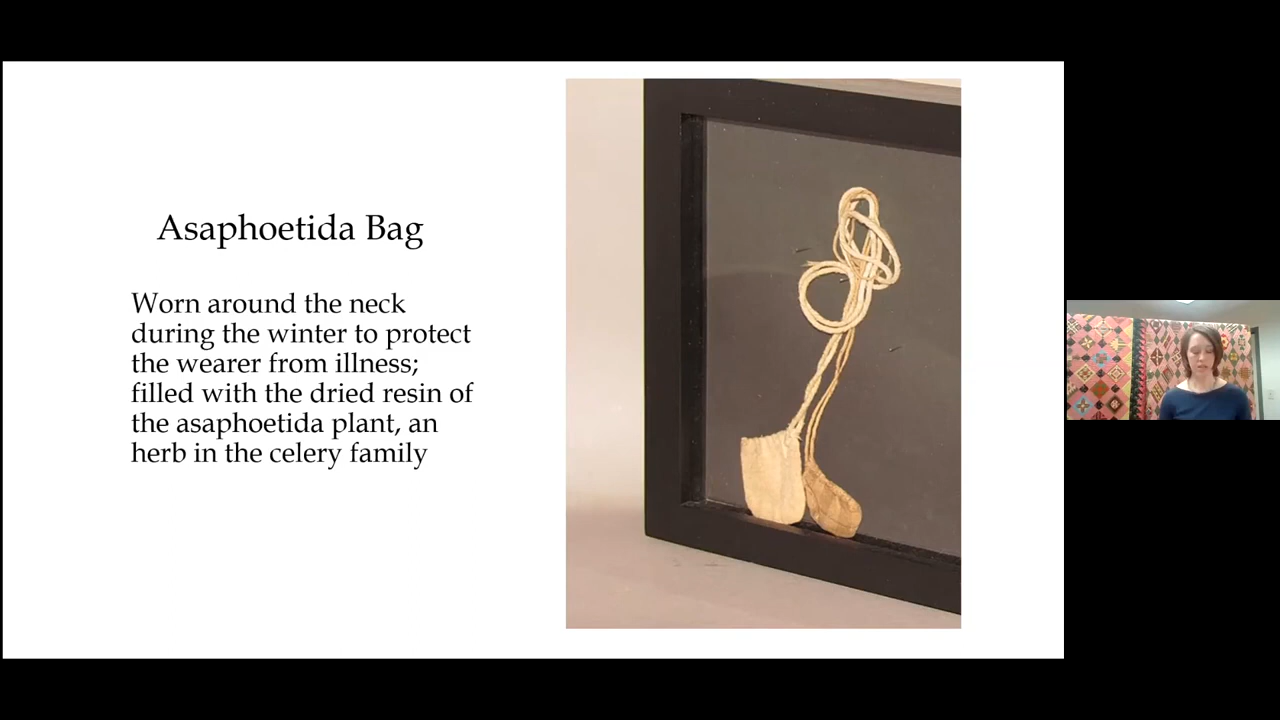 Asaphoetida Bag
Worn around the neck
during the winter to protect
the wearer from illness;
filled with the dried resin of
the asaphoetida plant, an
herb in the celery family